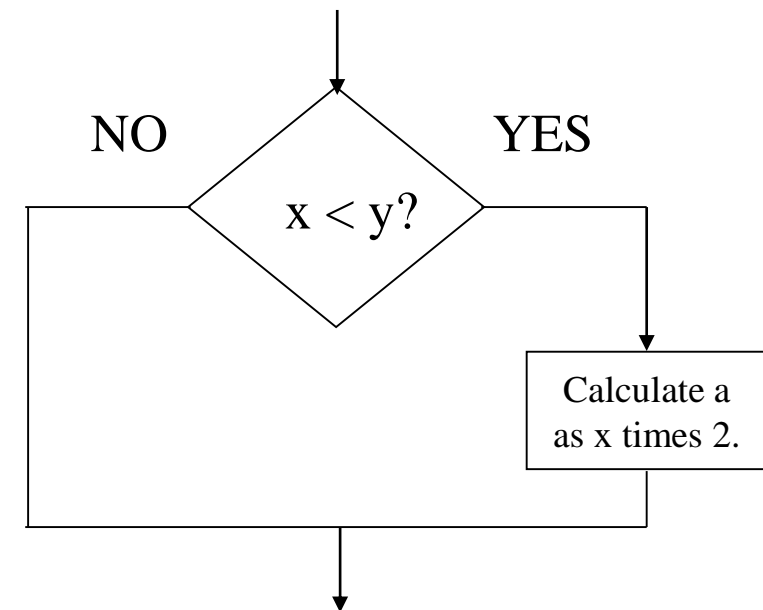 NO
YES
x < y?
Calculate a
as x times 2.